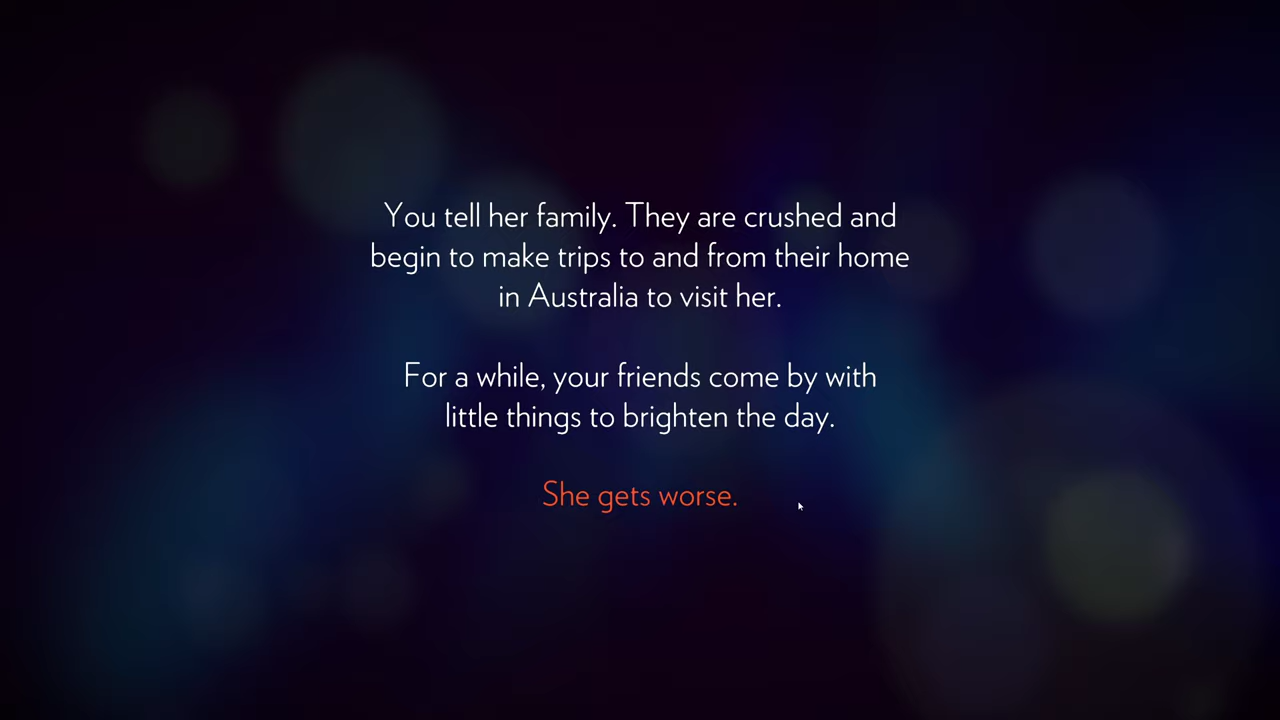 You tell her family. They are crushed and
begin to make trips to and from their home
in Australia to visit her.
For a while, your friends come by with
little things to brighten the day.
She gets worse.